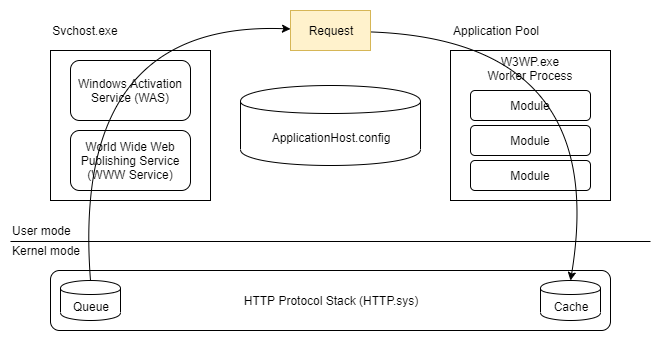 Svchost.exe
Request
Application Pool
Windows Activation
Service (WAS)
World Wide Web
Publishing Service
(WWW Service)
ApplicationHost.config
W3WP.exe
Worker Process
Module
Module
Module
User mode
Kernel mode
Queue
HTTP Protocol Stack (HTTP.sys)
Cache